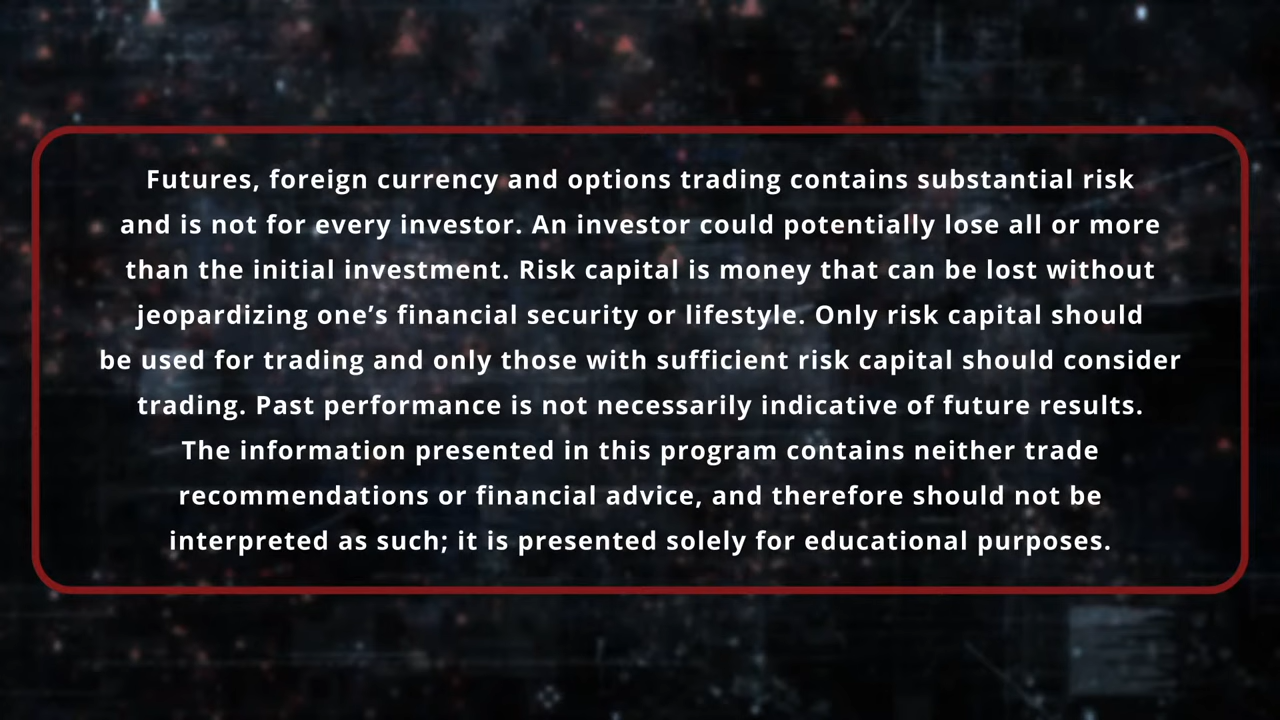 Futures, foreign currency and options trading contains substantial risk
and is not for every investor. An investor could potentially lose all or more
than the initial investment. Risk capital is money that can be lost without
jeopardizing one’s financial security or lifestyle. Only risk capital should
be used for trading and only those with sufficient risk capital should consider
trading. Past performance is not necessarily indicative of future results.
The information presented in this program contains neither trade
recommendations or financial advice, and therefore should not be
interpreted as such; it is presented solely for educational purposes.